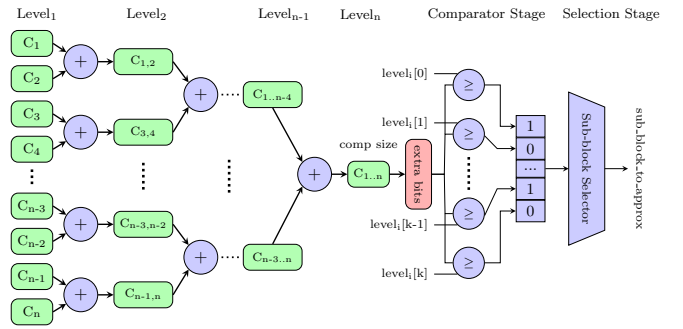 Level1 Level2 Leveln-1 Leveln Comparator Stage Selection Stage
C1
C2
+
C1,2
C3
C4
+
C3,4
+
C1..n-4
Cn-3
Cn-2
+
Cn-3,n-2
Cn-1
Cn
+
Cn-1,n
+
Cn-3..n
+
comp size
C1..n
extra bits
leveli[0]
≥
leveli[1]
≥
leveli[k-1]
≥
leveli[k]
≥
1
0
...
1
0
Sub-block Selector
sub_block_to_approx